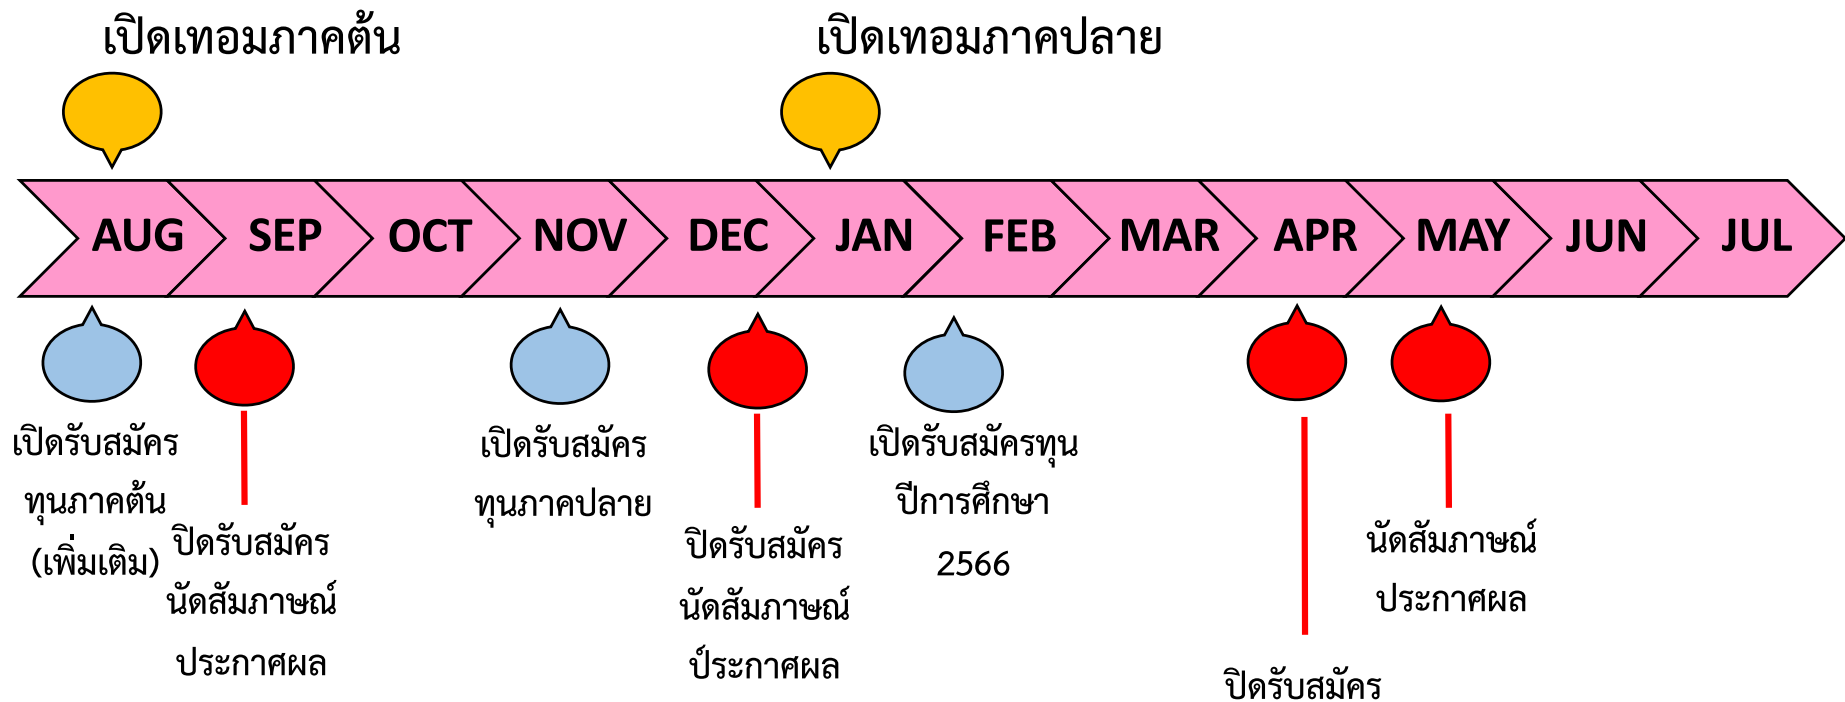 เปิดเทอมภาคต้น
เปิดเทอมภาคปลาย
AUG SEP OCT NOV DEC JAN FEB MAR APR MAY JUN JUL
เปิดรับสมัคร
ทุนภาคต้น
(เพิ่มเติม)
ปิดรับสมัคร
นัดสัมภาษณ์
ประกาศผล
เปิดรับสมัคร
ทุนภาคปลาย
ปิดรับสมัคร
นัดสัมภาษณ์
ป์ระกาศผล
เปิดรับสมัครทุน
ปีการศึกษา
2566
ปิดรับสมัคร
นัดสัมภาษณ์
ประกาศผล